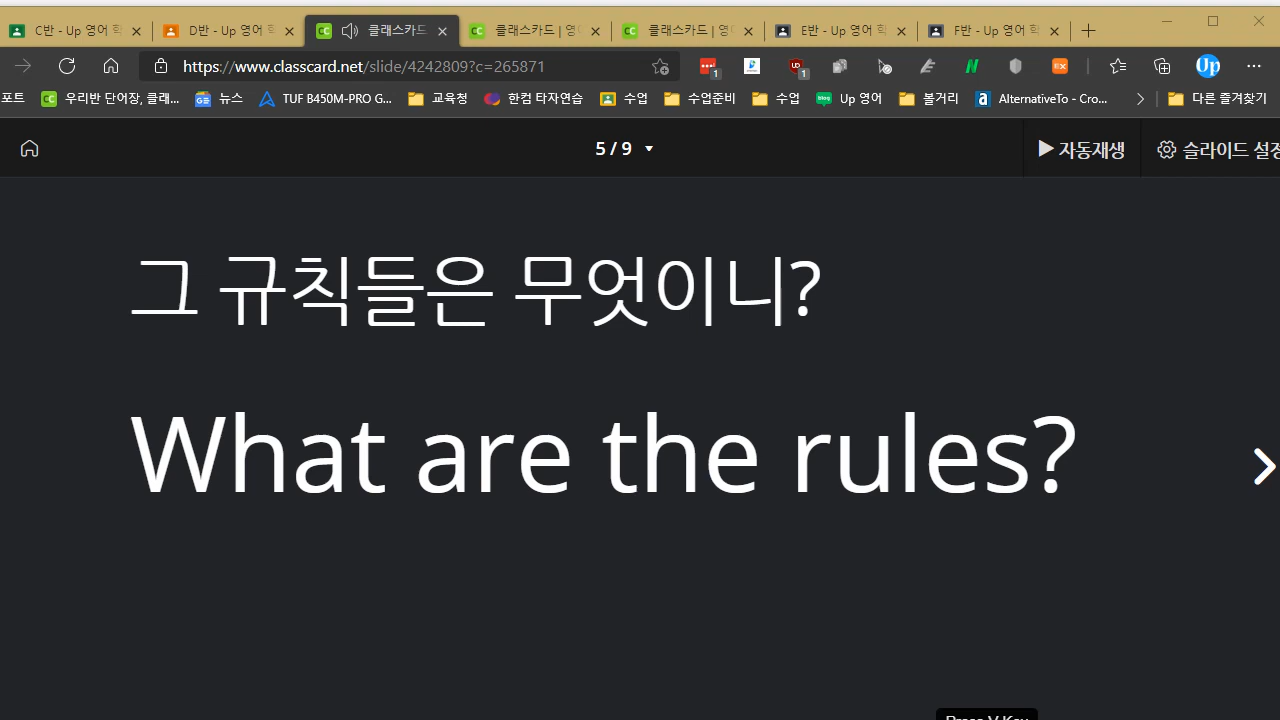 C반 - Up 영어 학
D반 - Up 영어 학
클래스카드
클래스카드 | 영
클래스카드 | 영
E반 - Up 영어 학
F반 - Up 영어 학
https://www.classcard.net/slide/4242809?c=265871
포트
우리반 단어장, 클래...
뉴스
TUF B450M-PRO G...
교육청
한컴 타자연습
수업
수업준비
수업
Up 영어
볼거리
AlternativeTo - Cro...
다른 즐겨찾기
5 / 9
자동재생
슬라이드 설정
그 규칙들은 무엇이니?
What are the rules?
Press V Key